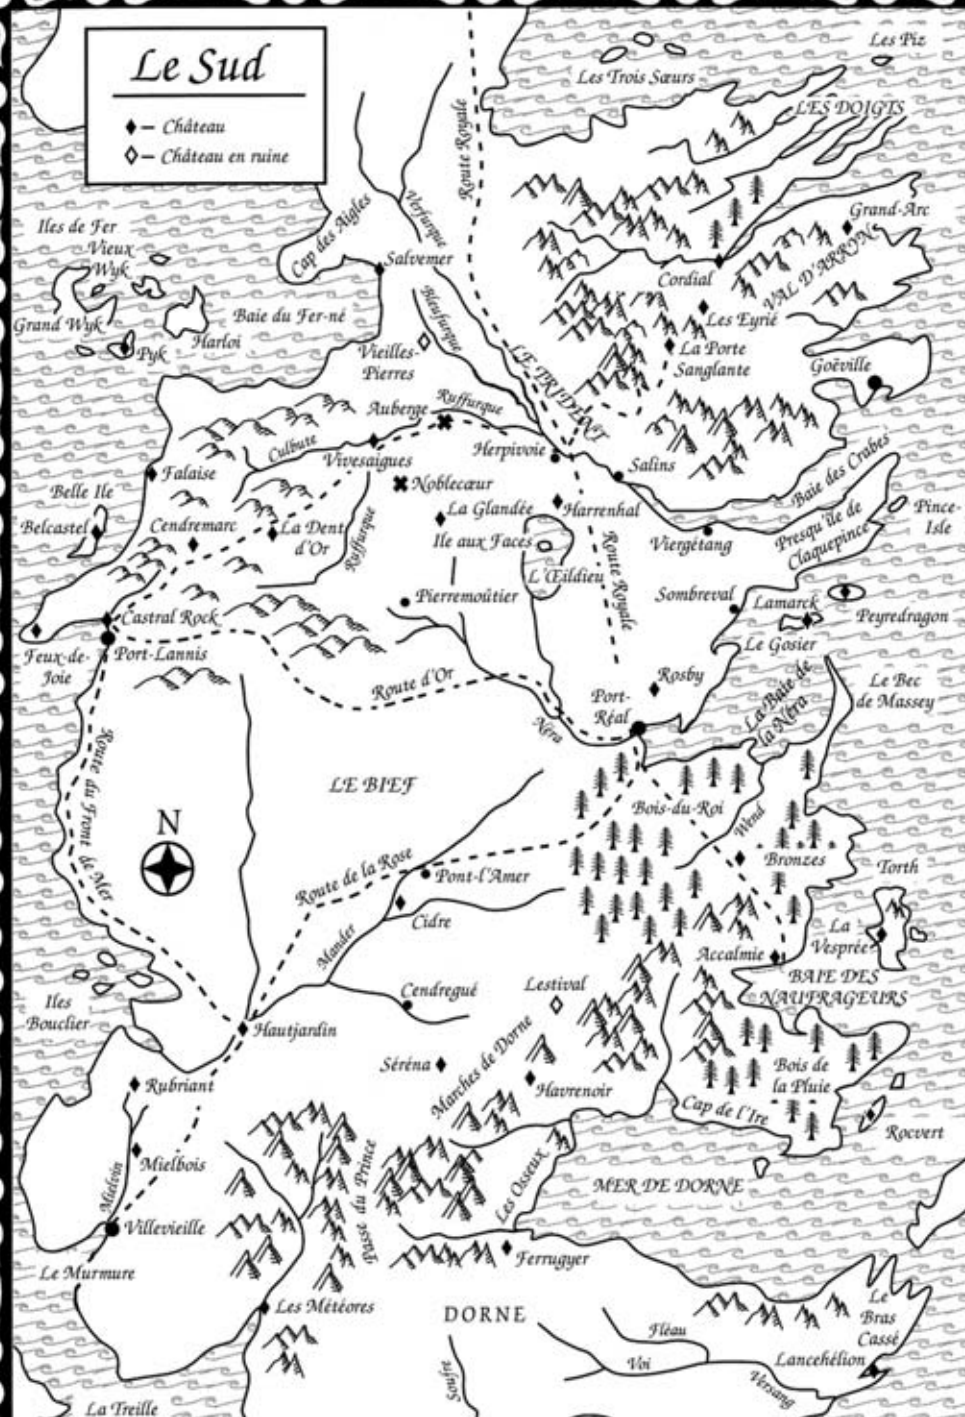 Le Sud
Château
Château en ruine
Les Piz
Les Trois Sœurs
LES DOIGTS
Route Royale
Cap des Aigles
Verfurque
Salvemer
Grand-Arc
VAL D'ARRIN
Cordial
Les Eyrié
Iles de Fer
Vieux
Wyk
Grand Wyk
Harloi
Pyk
Baie du Fer-né
Bleufurque
Vieilles-
Pierres
LE TRIDENT
La Porte
Sanglante
Goëville
Auberge
Ruffurque
Culbute
Vivesaigues
Herpivoie
Salins
Baie des Crabes
Falaise
Noblecœur
Belle Ile
Belcastel
Cendremarc
La Dent
d'Or
Ruffurque
La Glandée
Harrenhal
Ile aux Faces
L'Œildieu
Route Royale
Viergétang
Presqu'île de
Claquepince
Pince-
Isle
Pierremoûtier
Sombreval
Lamarck
Peyredragon
Le Gosier
Castral Rock
Port-Lannis
Feux-de-
Joie
Route d'Or
Rosby
Port-
Réal
Néra
La Baie de
la Néra
Le Bec
de Massey
Route du Front de Mer
LE BIEF
N
Bois-du-Roi
Wend
Bronzes
Route de la Rose
Pont-l'Amer
Cidre
Mander
Torth
La
Vesprée
Accalmie
BAIE DES
NAUFRAGEURS
Iles
Bouclier
Cendregué
Lestival
Hautjardin
Séréna
Marches de Dorne
Havrenoir
Bois de
la Pluie
Cap de l'Ire
Rocvert
Rubriant
Mielbois
Mielvin
Villevieille
Le Murmure
Passe du Prince
Les Osseux
MER DE DORNE
Ferrugyer
Les Météores
DORNE
Le
Bras
Cassé
Fléau
Voi
Lancehélion
Versang
Soufre
La Treille